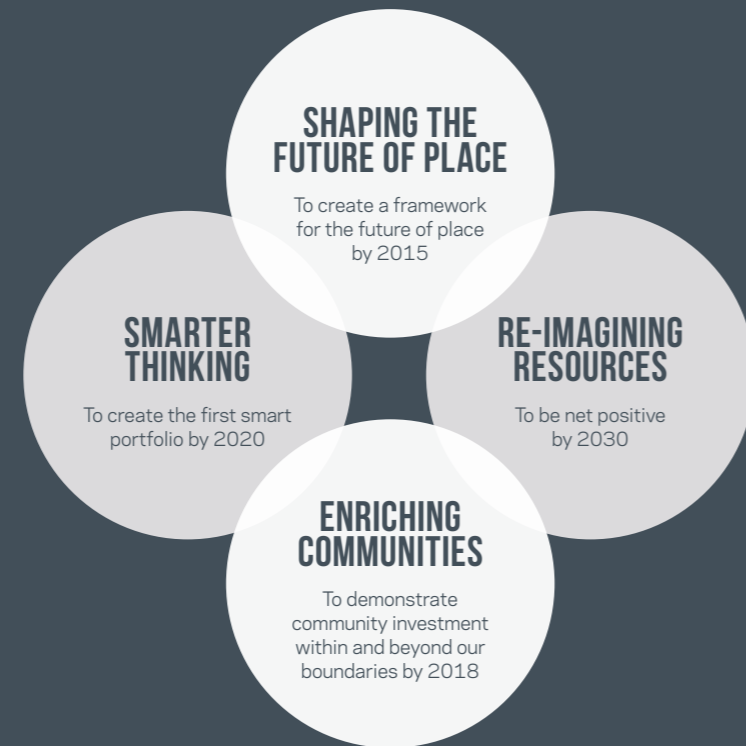 SHAPING THE
FUTURE OF PLACE
To create a framework
for the future of place
by 2015
SMARTER
THINKING
To create the first smart
portfolio by 2020
RE-IMAGINING
RESOURCES
To be net positive
by 2030
ENRICHING
COMMUNITIES
To demonstrate
community investment
within and beyond our
boundaries by 2018